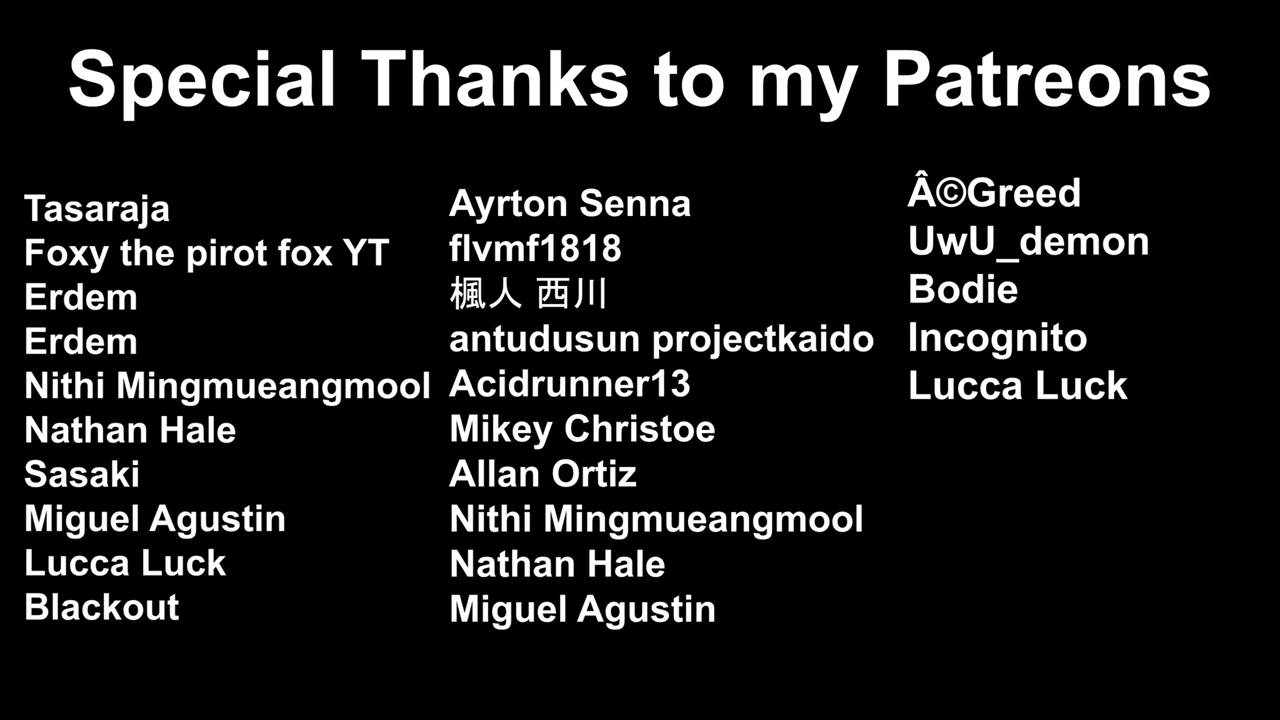 Special Thanks to my Patreons
Tasaraja
Foxy the pirot fox YT
Erdem
Erdem
Nithi Mingmueangmool
Nathan Hale
Sasaki
Miguel Agustin
Lucca Luck
Blackout
Ayrton Senna
flvmf1818
楓人 西川
antudusun projectkaido
Acidrunner13
Mikey Christoe
Allan Ortiz
Nithi Mingmueangmool
Nathan Hale
Miguel Agustin
Â©Greed
UwU_demon
Bodie
Incognito
Lucca Luck